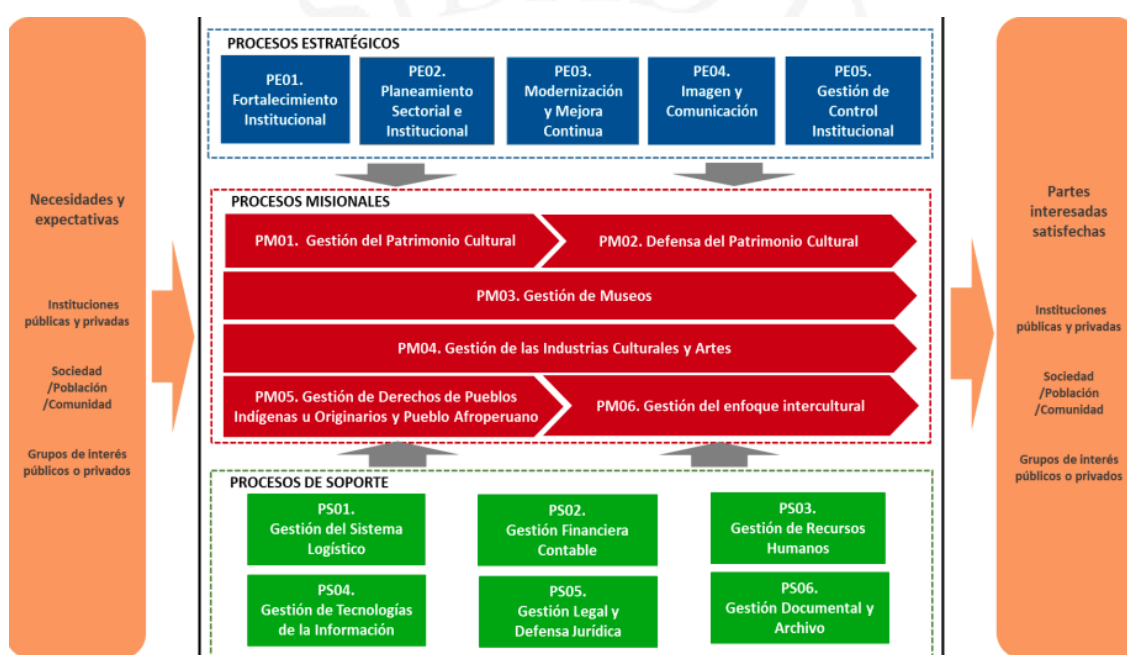 Necesidades y
expectativas
Instituciones
públicas y privadas
Sociedad
/Población
/Comunidad
Grupos de interés
públicos o privados
PROCESOS ESTRATÉGICOS
PE01.
Fortalecimiento
Institucional
PE02.
Planeamiento
Sectorial e
Institucional
PE03.
Modernización
y Mejora
Continua
PE04.
Imagen y
Comunicación
PE05.
Gestión de
Control
Institucional
PROCESOS MISIONALES
PM01. Gestión del Patrimonio Cultural
PM02. Defensa del Patrimonio Cultural
PM03. Gestión de Museos
PM04. Gestión de las Industrias Culturales y Artes
PM05. Gestión de Derechos de Pueblos
Indígenas u Originarios y Pueblo Afroperuano
PM06. Gestión del enfoque intercultural
PROCESOS DE SOPORTE
PS01.
Gestión del Sistema
Logístico
PS02.
Gestión Financiera
Contable
PS03.
Gestión de Recursos
Humanos
PS04.
Gestión de Tecnologías
de la Información
PS05.
Gestión Legal y
Defensa Jurídica
PS06.
Gestión Documental y
Archivo
Partes
interesadas
satisfechas
Instituciones
públicas y privadas
Sociedad
/Población
/Comunidad
Grupos de interés
públicos o privados